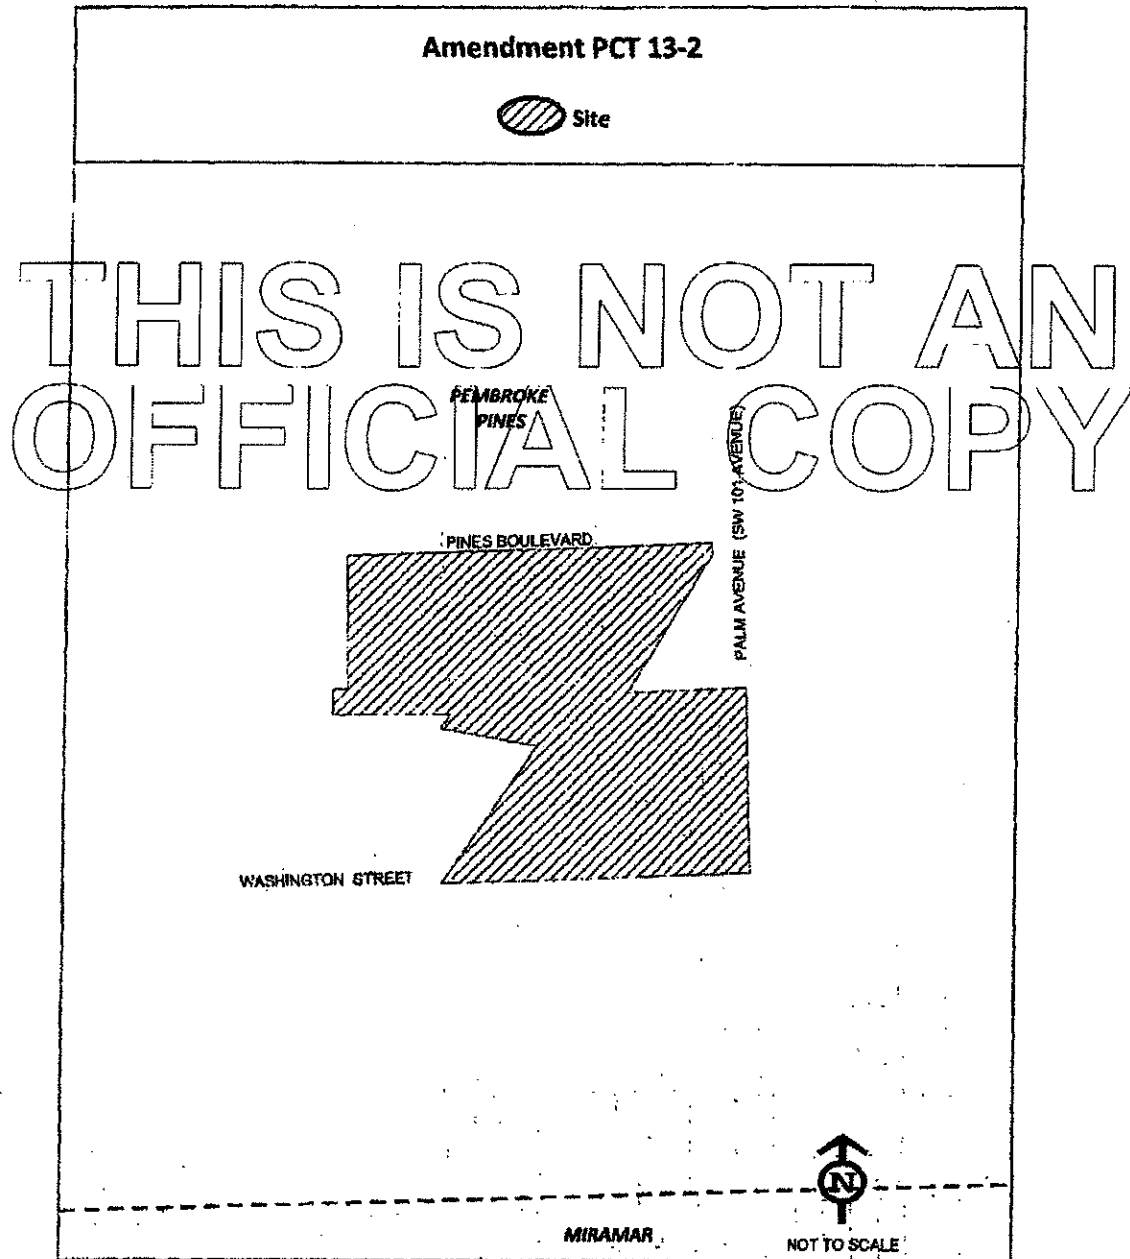 Amendment PCT 13-2
Site
THIS IS NOT AN
OFFICIAL COPY
PEMBROKE
PINES
PALM AVENUE (SW 101 AVENUE)
PINES BOULEVARD
WASHINGTON STREET
N
MIRAMAR
NOT TO SCALE